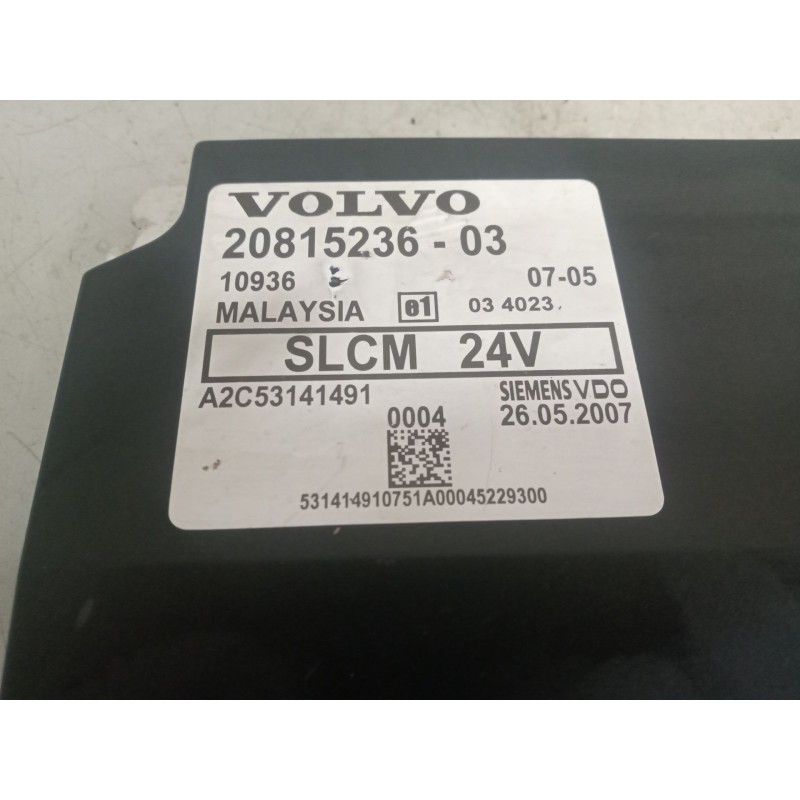 VOLVO
20815236 - 03
10936 07-05
MALAYSIA e1 03 4023
SLCM 24V
A2C53141491 SIEMENS VDO
0004 26.05.2007
531414910751A00045229300